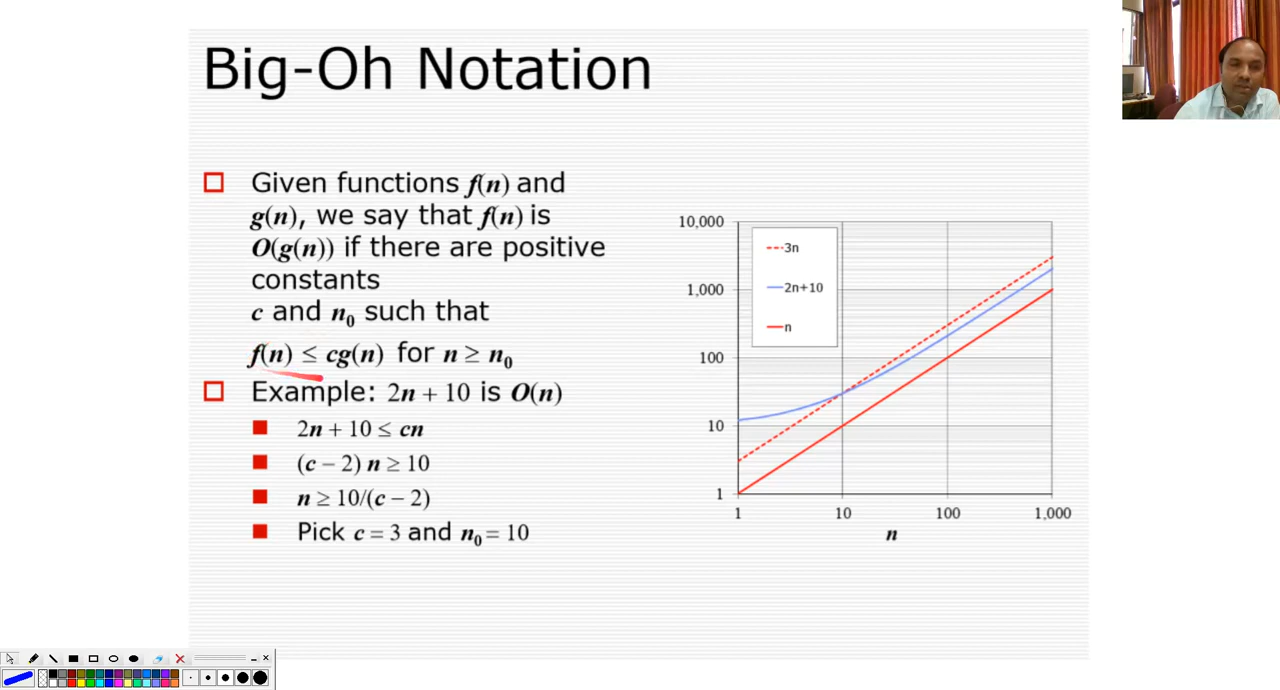 Big-Oh Notation
Given functions f(n) and
g(n), we say that f(n) is
O(g(n)) if there are positive
constants
c and n₀ such that
f(n) ≤ cg(n) for n ≥ n₀
Example: 2n + 10 is O(n)
2n + 10 ≤ cn
(c − 2) n ≥ 10
n ≥ 10/(c − 2)
Pick c = 3 and n₀ = 10
10,000
1,000
100
10
1
3n
2n+10
n
1 10 100 1,000
n